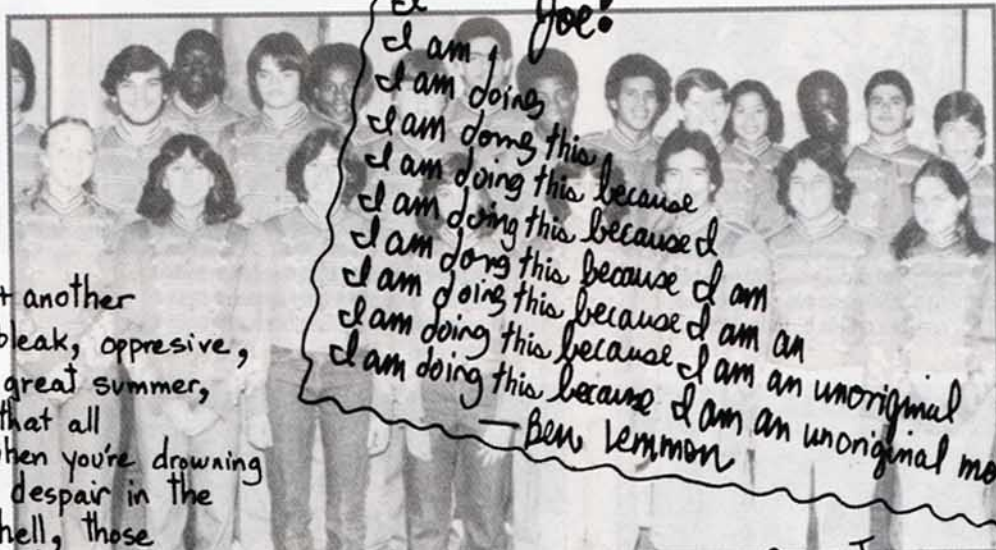 Joe!
I
I am
I am doing
I am doing this
I am doing this because
I am doing this because I
I am doing this because I am
I am doing this because I am an
I am doing this because I am an unoriginal
I am doing this because I am an unoriginal mo
— Ben Lemmon
another
bleak, oppresive,
great summer,
that all
when you're drowning
despair in the
hell, those